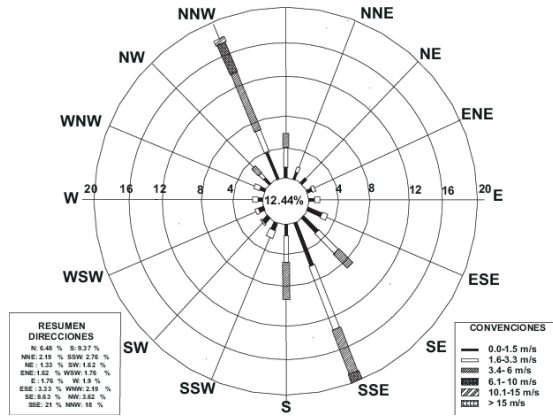 S
NNW
NNE
NW
NE
WNW
ENE
W
20 16 12 8 4
12.44%
4 8 12 16 20
E
WSW
ESE
SW
SE
SSW
SSE
S
RESUMEN
DIRECCIONES
N: 6.48 % S: 9.37 %
NNE: 2.19 % SSW: 2.76 %
NE : 1.33 % SW: 1.62 %
ENE: 1.62 % WSW: 1.76 %
E : 1.76 % W: 1.9 %
ESE : 3.33 % WNW: 2.19 %
SE : 8.63 % NW: 3.62 %
SSE: 21 % NNW: 18 %
CONVENCIONES
0.0-1.5 m/s
1.6-3.3 m/s
3.4- 6 m/s
6.1-10 m/s
10.1-15 m/s
> 15 m/s